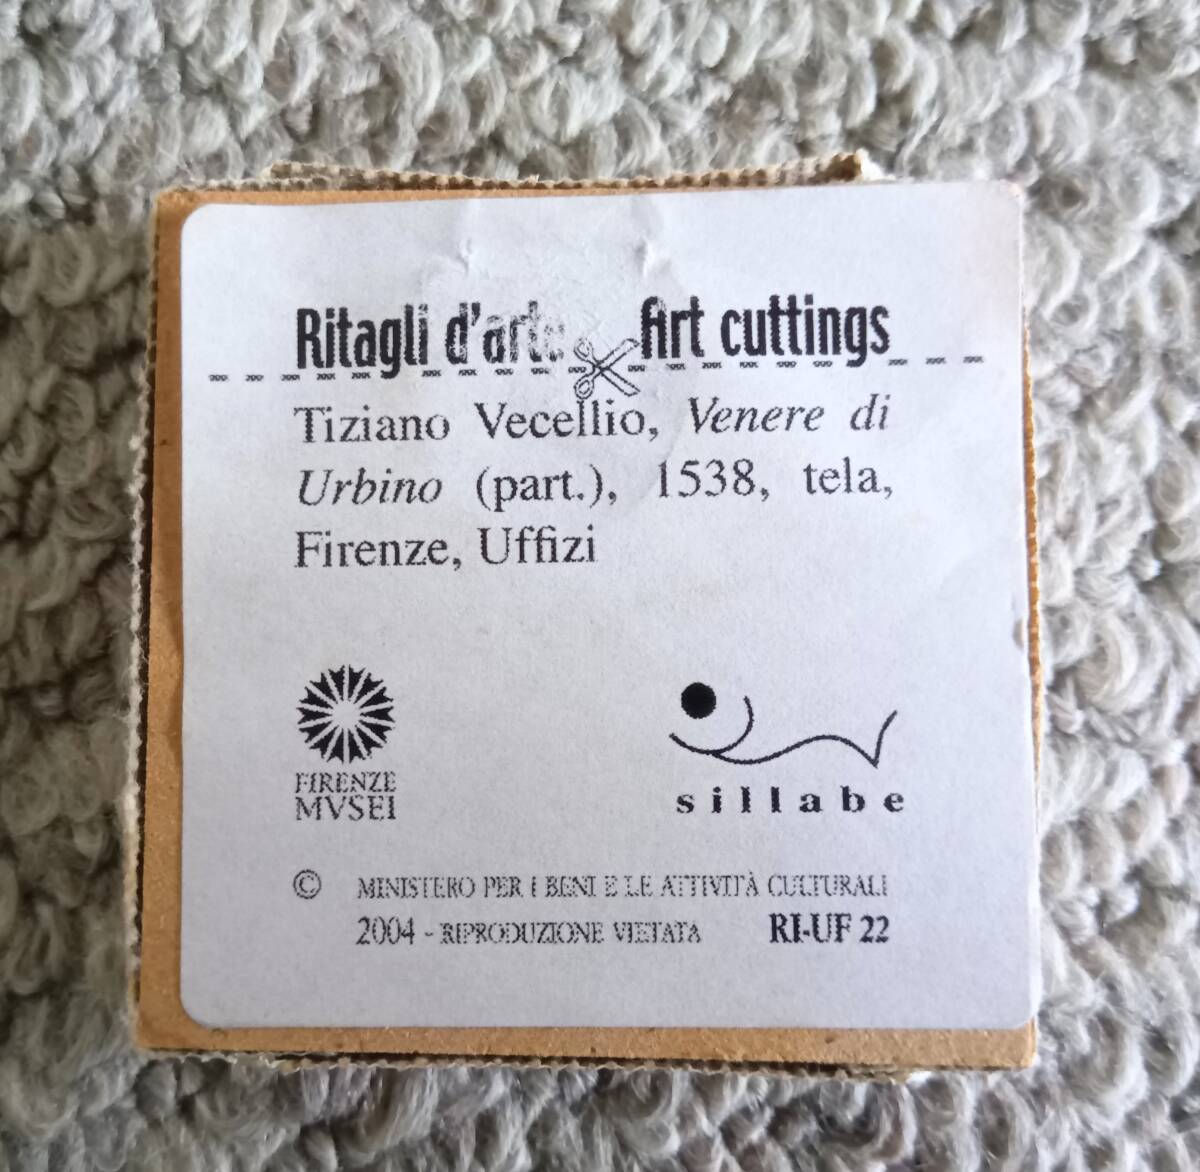 Ritagli d'arte Art cuttings
Tiziano Vecellio, Venere di
Urbino (part.), 1538, tela,
Firenze, Uffizi
FIRENZE
MVSEI
sillabe
© MINISTERO PER I BENI E LE ATTIVITÀ CULTURALI
2004 - RIPRODUZIONE VIETATA RI-UF 22